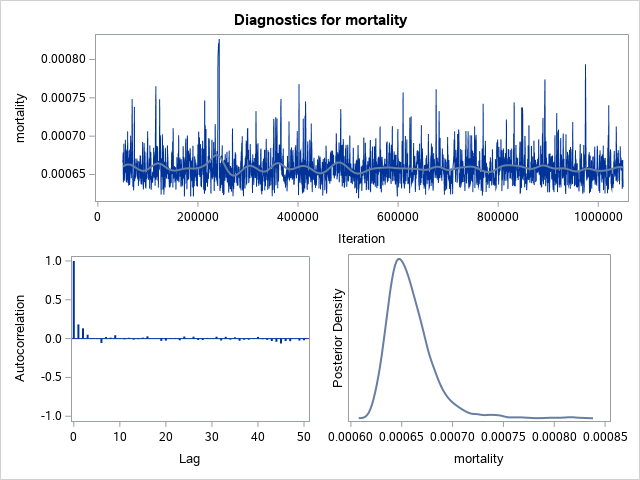 Diagnostics for mortality
mortality
0.00080
0.00075
0.00070
0.00065
0 200000 400000 600000 800000 1000000
Iteration
Autocorrelation
1.0
0.5
0.0
-0.5
-1.0
0 10 20 30 40 50
Lag
Posterior Density
0.00060 0.00065 0.00070 0.00075 0.00080 0.00085
mortality